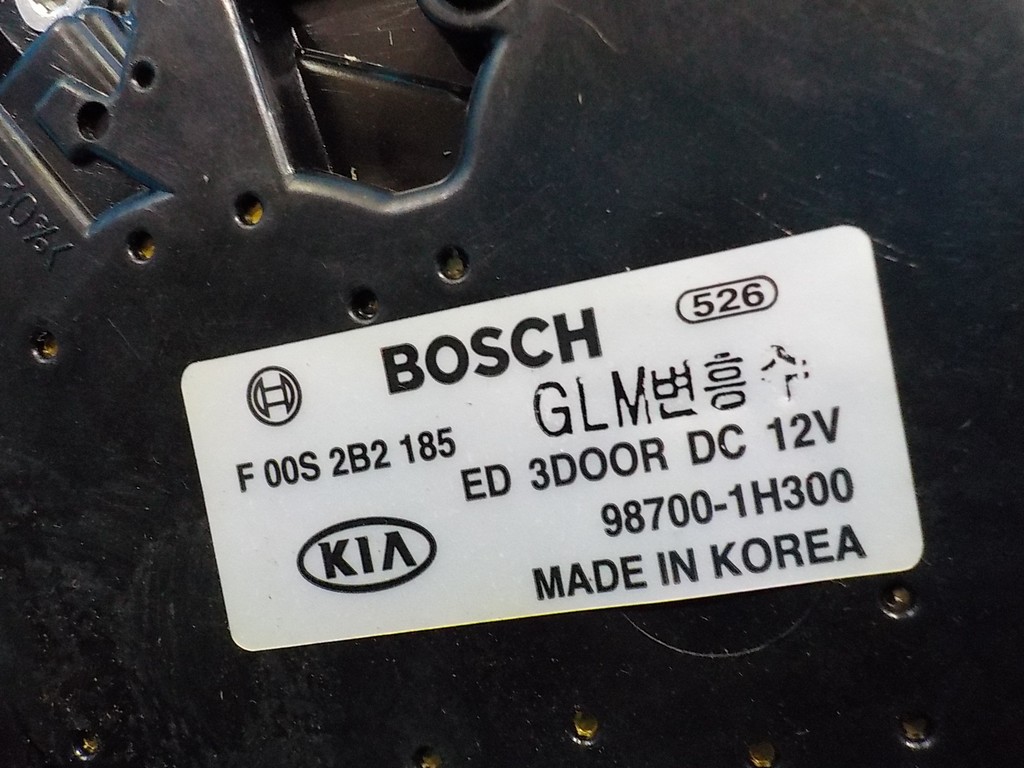 BOSCH
526
GLM변흥수
F 00S 2B2 185
ED 3DOOR DC 12V
98700-1H300
KIA
MADE IN KOREA